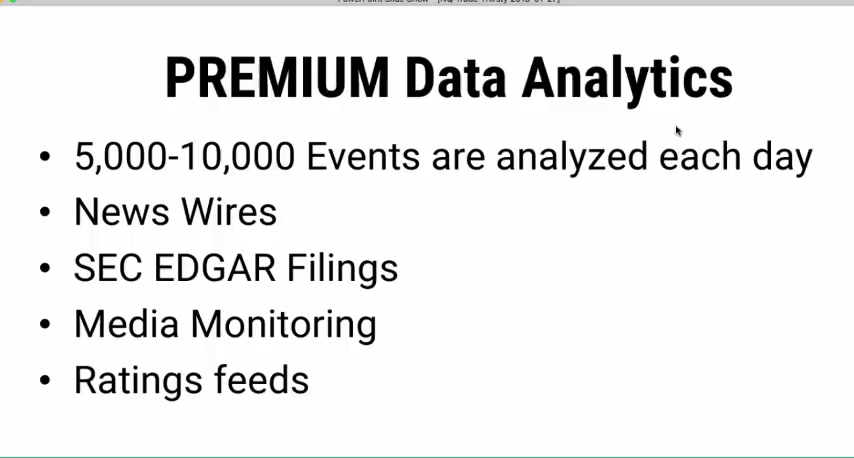 PREMIUM Data Analytics
• 5,000-10,000 Events are analyzed each day
• News Wires
• SEC EDGAR Filings
• Media Monitoring
• Ratings feeds